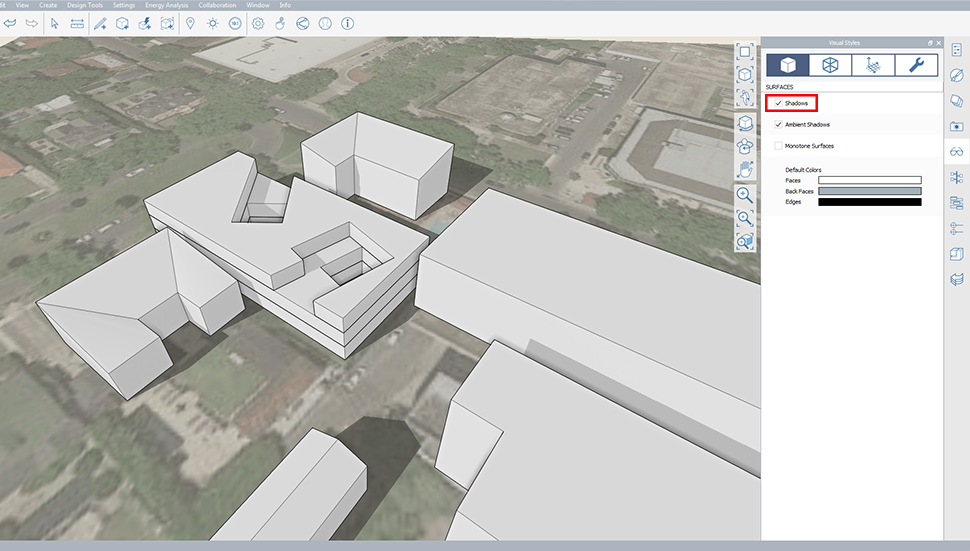 View Create Design Tools Settings Energy Analysis Collaboration Window Info
Visual Styles
SURFACES
Shadows
Ambient Shadows
Monotone Surfaces
Default Colors
Faces
Back Faces
Edges